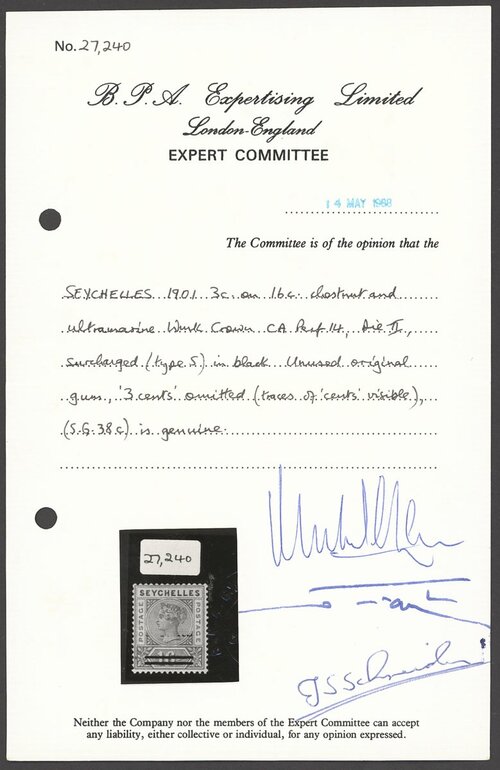 No. 27,240
B. P. A. Expertising Limited
London-England
EXPERT COMMITTEE
14 MAY 1988
The Committee is of the opinion that the
SEYCHELLES 1901 3c. on 16c. chestnut and
ultramarine Wmk Crown CA Perf 14, Die II,
surcharged (type 5) in black Unused original
gum, '3 cents' omitted (traces of 'cents' visible),
(S.G. 38c) is genuine.
27,240
SEYCHELLES
POSTAGE POSTAGE
Neither the Company nor the members of the Expert Committee can accept
any liability, either collective or individual, for any opinion expressed.